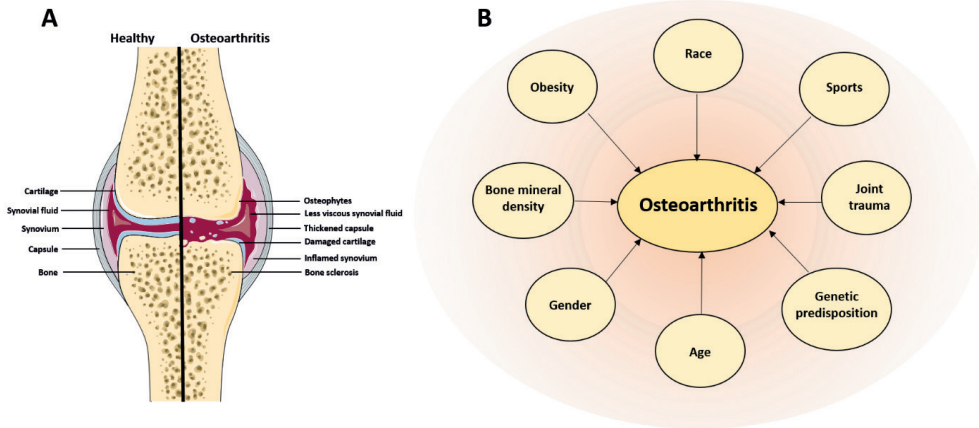 A
Healthy
Osteoarthritis
Cartilage
Synovial fluid
Synovium
Capsule
Bone
Osteophytes
Less viscous synovial fluid
Thickened capsule
Damaged cartilage
Inflamed synovium
Bone sclerosis
B
Race
Obesity
Sports
Bone mineral
density
Osteoarthritis
Joint
trauma
Gender
Genetic
predisposition
Age